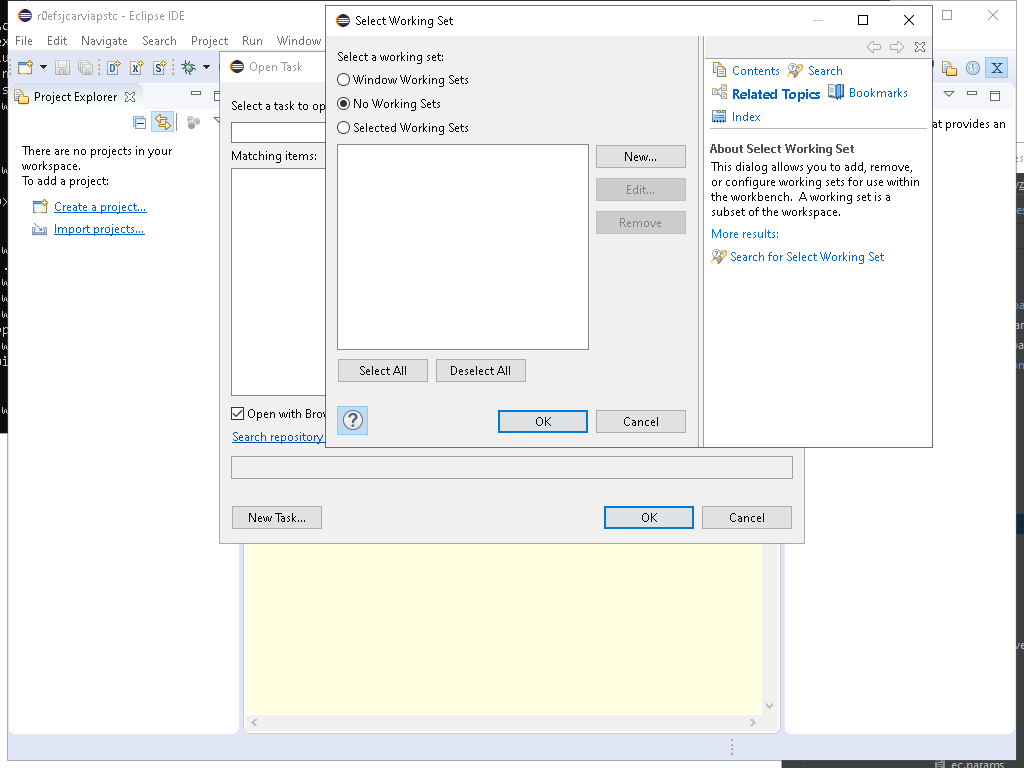 r0efsjcarviapstc - Eclipse IDE
File Edit Navigate Search Project Run Window
Project Explorer
There are no projects in your
workspace.
To add a project:
Create a project...
Import projects...
Open Task
Select a task to op
Matching items:
Open with Brow
Search repository
New Task...
OK
Cancel
Select Working Set
Select a working set:
Window Working Sets
No Working Sets
Selected Working Sets
New...
Edit...
Remove
Select All
Deselect All
OK
Cancel
Contents
Search
Related Topics
Bookmarks
Index
About Select Working Set
This dialog allows you to add, remove,
or configure working sets for use within
the workbench. A working set is a
subset of the workspace.
More results:
Search for Select Working Set
at provides an
ec.params